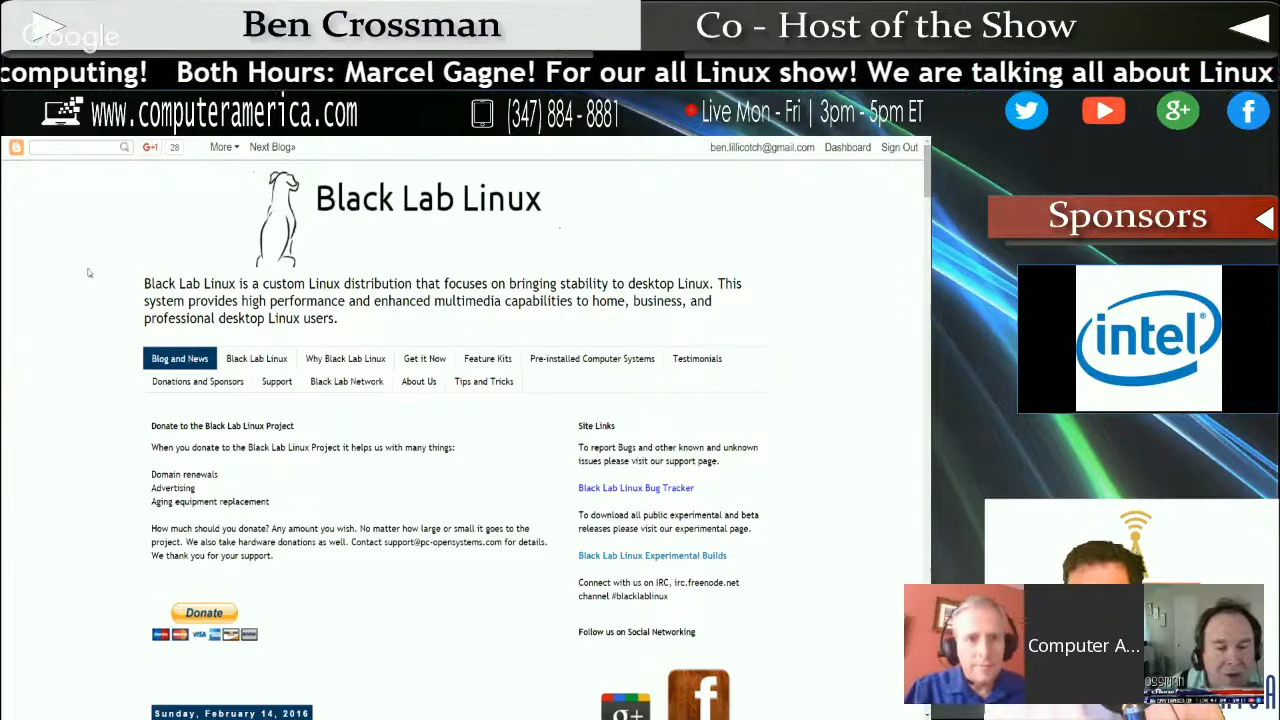 Google
Ben Crossman
Co - Host of the Show
computing! Both Hours: Marcel Gagne! For our all Linux show! We are talking all about Linux
www.computeramerica.com
(347) 884 - 8881
Live Mon - Fri | 3pm - 5pm ET
g+
f
G+1
28
More
Next Blog»
ben.lillicotch@gmail.com
Dashboard
Sign Out
Black Lab Linux
Black Lab Linux is a custom Linux distribution that focuses on bringing stability to desktop Linux. This
system provides high performance and enhanced multimedia capabilities to home, business, and
professional desktop Linux users.
Blog and News
Black Lab Linux
Why Black Lab Linux
Get it Now
Feature Kits
Pre-installed Computer Systems
Testimonials
Donations and Sponsors
Support
Black Lab Network
About Us
Tips and Tricks
Donate to the Black Lab Linux Project
When you donate to the Black Lab Linux Project it helps us with many things:
Domain renewals
Advertising
Aging equipment replacement
How much should you donate? Any amount you wish. No matter how large or small it goes to the
project. We also take hardware donations as well. Contact support@pc-opensystems.com for details.
We thank you for your support.
Donate
VISA
BANK
Sunday, February 14, 2016
Site Links
To report Bugs and other known and unknown
issues please visit our support page.
Black Lab Linux Bug Tracker
To download all public experimental and beta
releases please visit our experimental page.
Black Lab Linux Experimental Builds
Connect with us on IRC, irc.freenode.net
channel #blacklablinux
Follow us on Social Networking
g+
f
Sponsors
intel
Computer A...